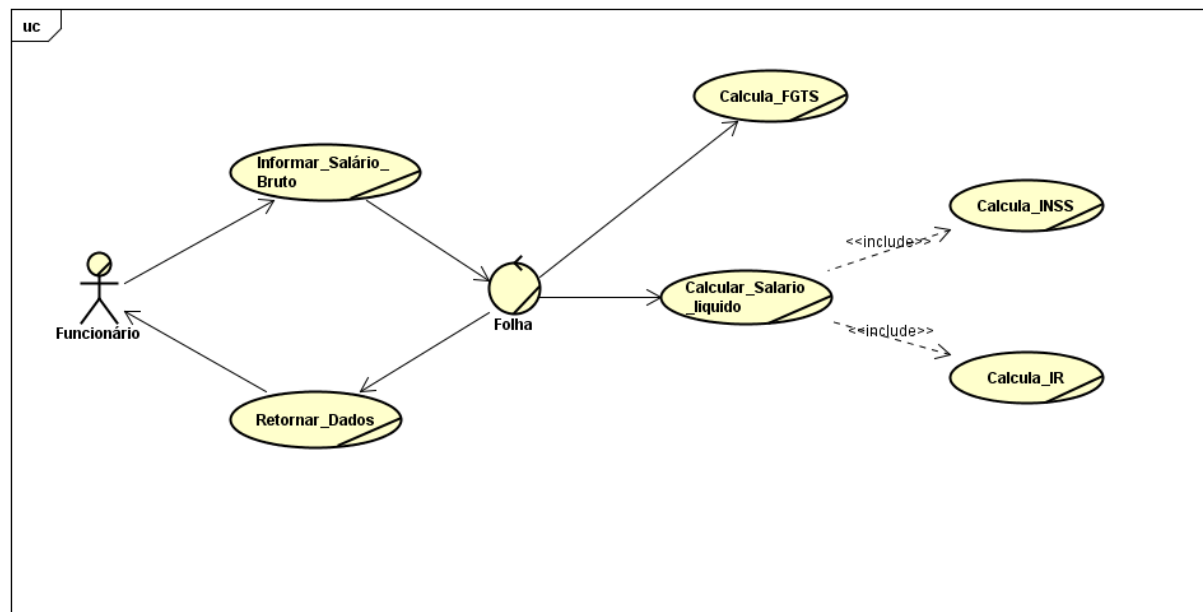 uc
Calcula_FGTS
Informar_Salário_
Bruto
Calcula_INSS
<<include>>
Funcionário
Folha
Calcular_Salario
_liquido
<<include>>
Calcula_IR
Retornar_Dados